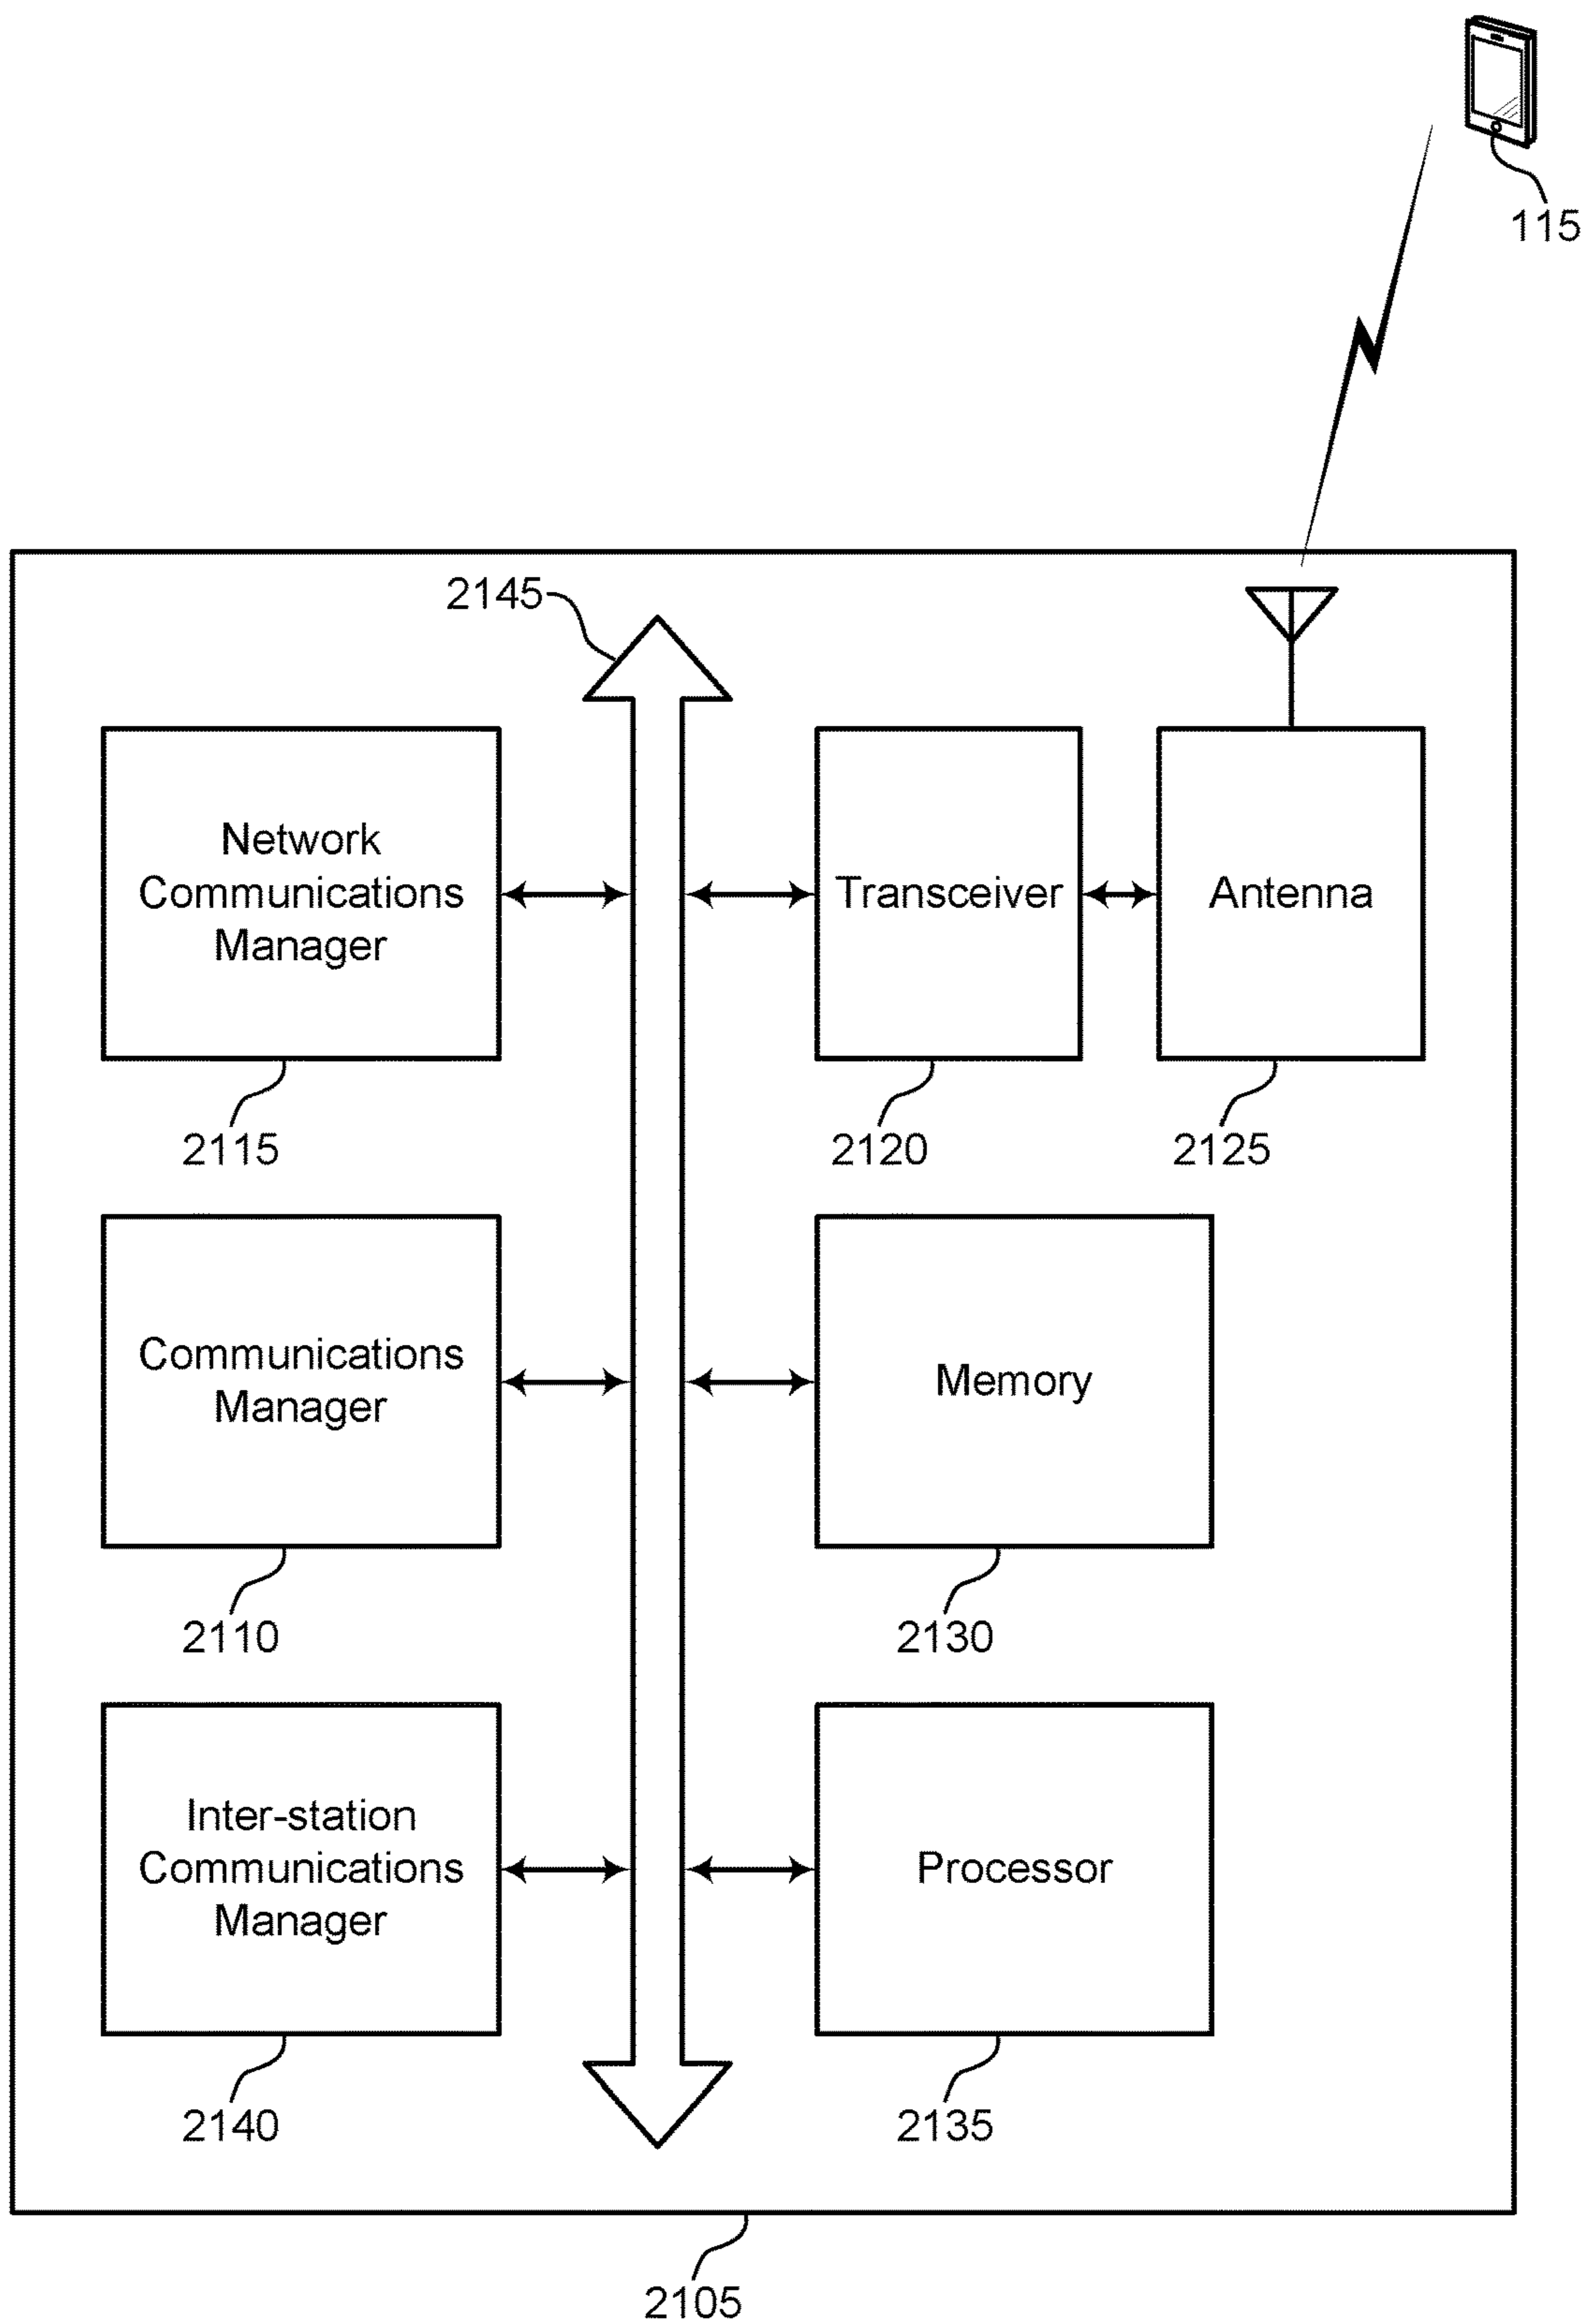 115
2145
Network
Communications
Manager
Transceiver
Antenna
2115
2120
2125
Communications
Manager
Memory
2110
2130
Inter-station
Communications
Manager
Processor
2140
2135
2105